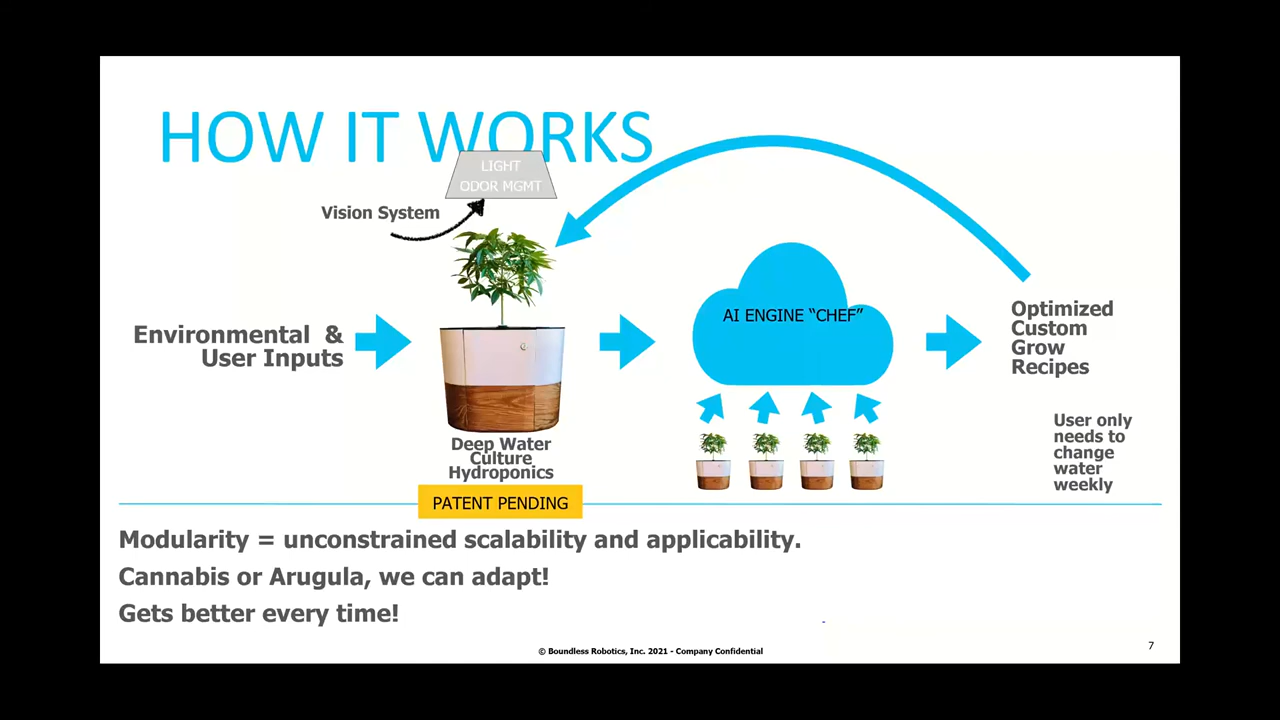 HOW IT WORKS
LIGHT
ODOR MGMT
Vision System
Environmental &
User Inputs
AI ENGINE “CHEF”
Optimized
Custom
Grow
Recipes
Deep Water
Culture
Hydroponics
User only
needs to
change
water
weekly
PATENT PENDING
Modularity = unconstrained scalability and applicability.
Cannabis or Arugula, we can adapt!
Gets better every time!
© Boundless Robotics, Inc. 2021 - Company Confidential
7